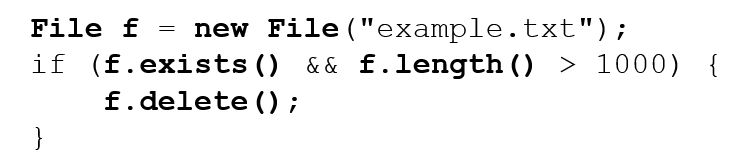 File f = new File("example.txt");
if (f.exists() && f.length() > 1000) {
    f.delete();
}